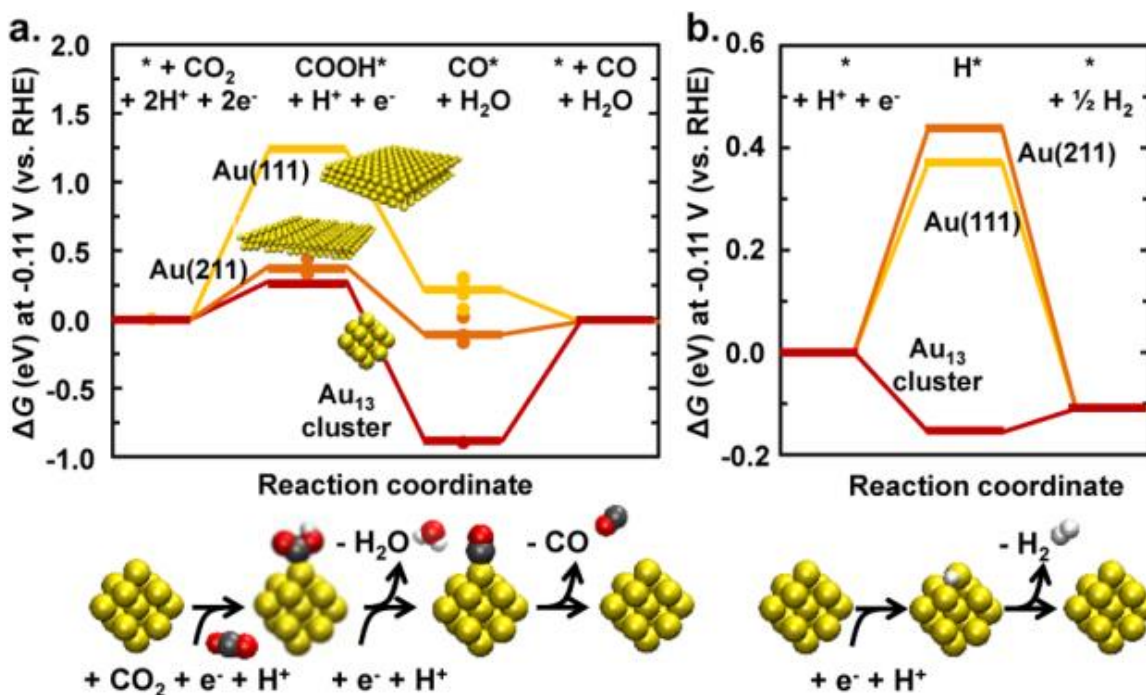 a.
ΔG (eV) at -0.11 V (vs. RHE)
2.0
1.5
1.0
0.5
0.0
-0.5
-1.0
* + CO₂
+ 2H⁺ + 2e⁻
COOH*
+ H⁺ + e⁻
CO*
+ H₂O
* + CO
+ H₂O
Au(111)
Au(211)
Au₁₃
cluster
Reaction coordinate
b.
ΔG (eV) at -0.11 V (vs. RHE)
0.6
0.4
0.2
0.0
-0.2
*
+ H⁺ + e⁻
H*
*
+ ½ H₂
Au(211)
Au(111)
Au₁₃
cluster
Reaction coordinate
- H₂O
- CO
+ CO₂ + e⁻ + H⁺
+ e⁻ + H⁺
- H₂
+ e⁻ + H⁺